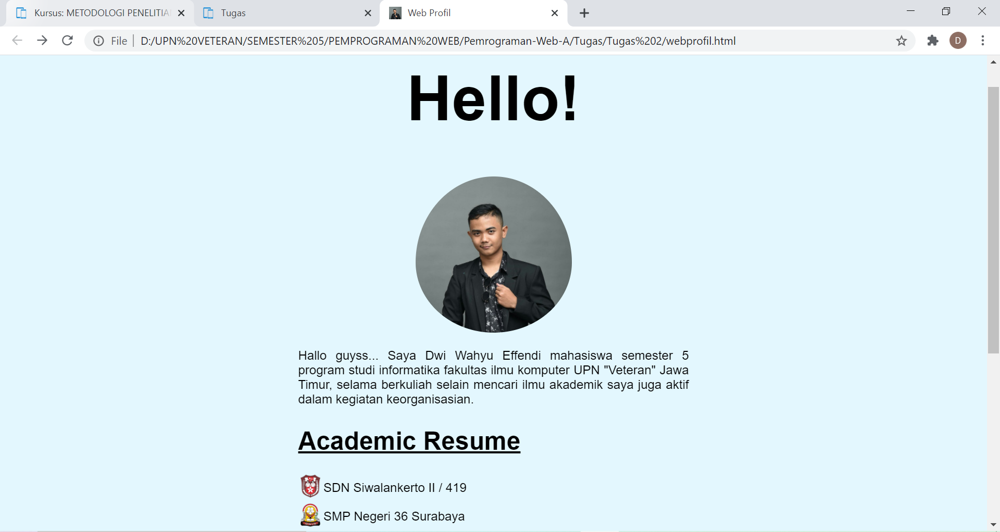 Kursus: METODOLOGI PENELITIA
Tugas
Web Profil
File
D:/UPN%20VETERAN/SEMESTER%205/PEMPROGRAMAN%20WEB/Pemrograman-Web-A/Tugas/Tugas%202/webprofil.html
D
Hello!
Hallo guyss... Saya Dwi Wahyu Effendi mahasiswa semester 5
program studi informatika fakultas ilmu komputer UPN "Veteran" Jawa
Timur, selama berkuliah selain mencari ilmu akademik saya juga aktif
dalam kegiatan keorganisasian.
Academic Resume
SDN Siwalankerto II / 419
SMP Negeri 36 Surabaya